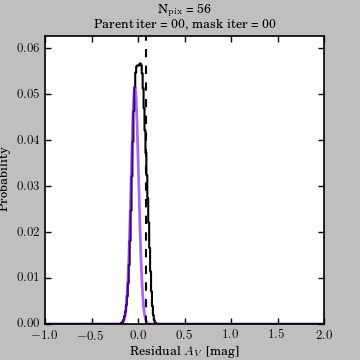 N_pix = 56
Parent iter = 00, mask iter = 00
0.06
0.05
0.04
0.03
0.02
0.01
0.00
Probability
−1.0 −0.5 0.0 0.5 1.0 1.5 2.0
Residual A_V [mag]